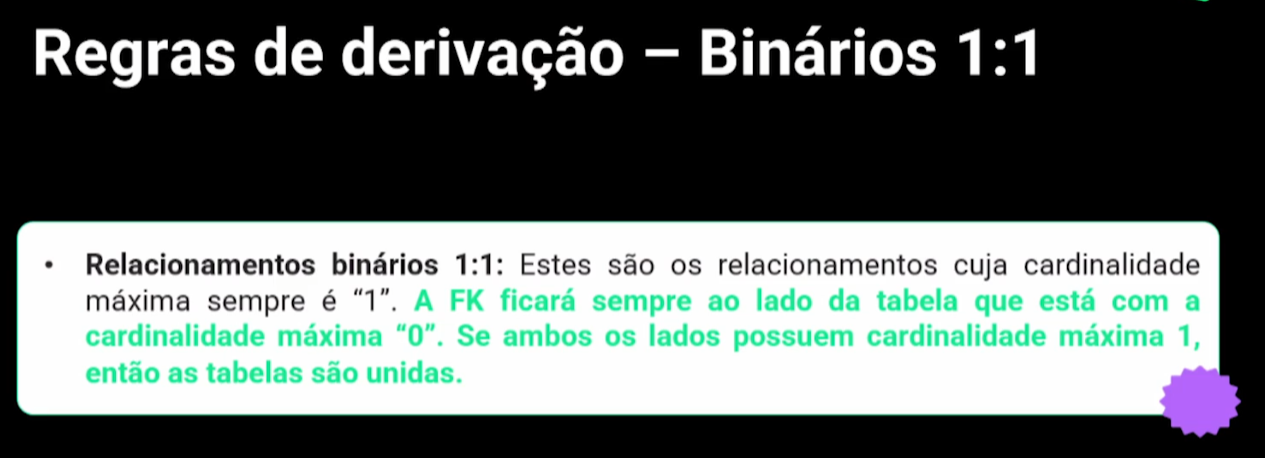 Regras de derivação – Binários 1:1
• Relacionamentos binários 1:1: Estes são os relacionamentos cuja cardinalidade
máxima sempre é “1”. A FK ficará sempre ao lado da tabela que está com a
cardinalidade máxima “0”. Se ambos os lados possuem cardinalidade máxima 1,
então as tabelas são unidas.